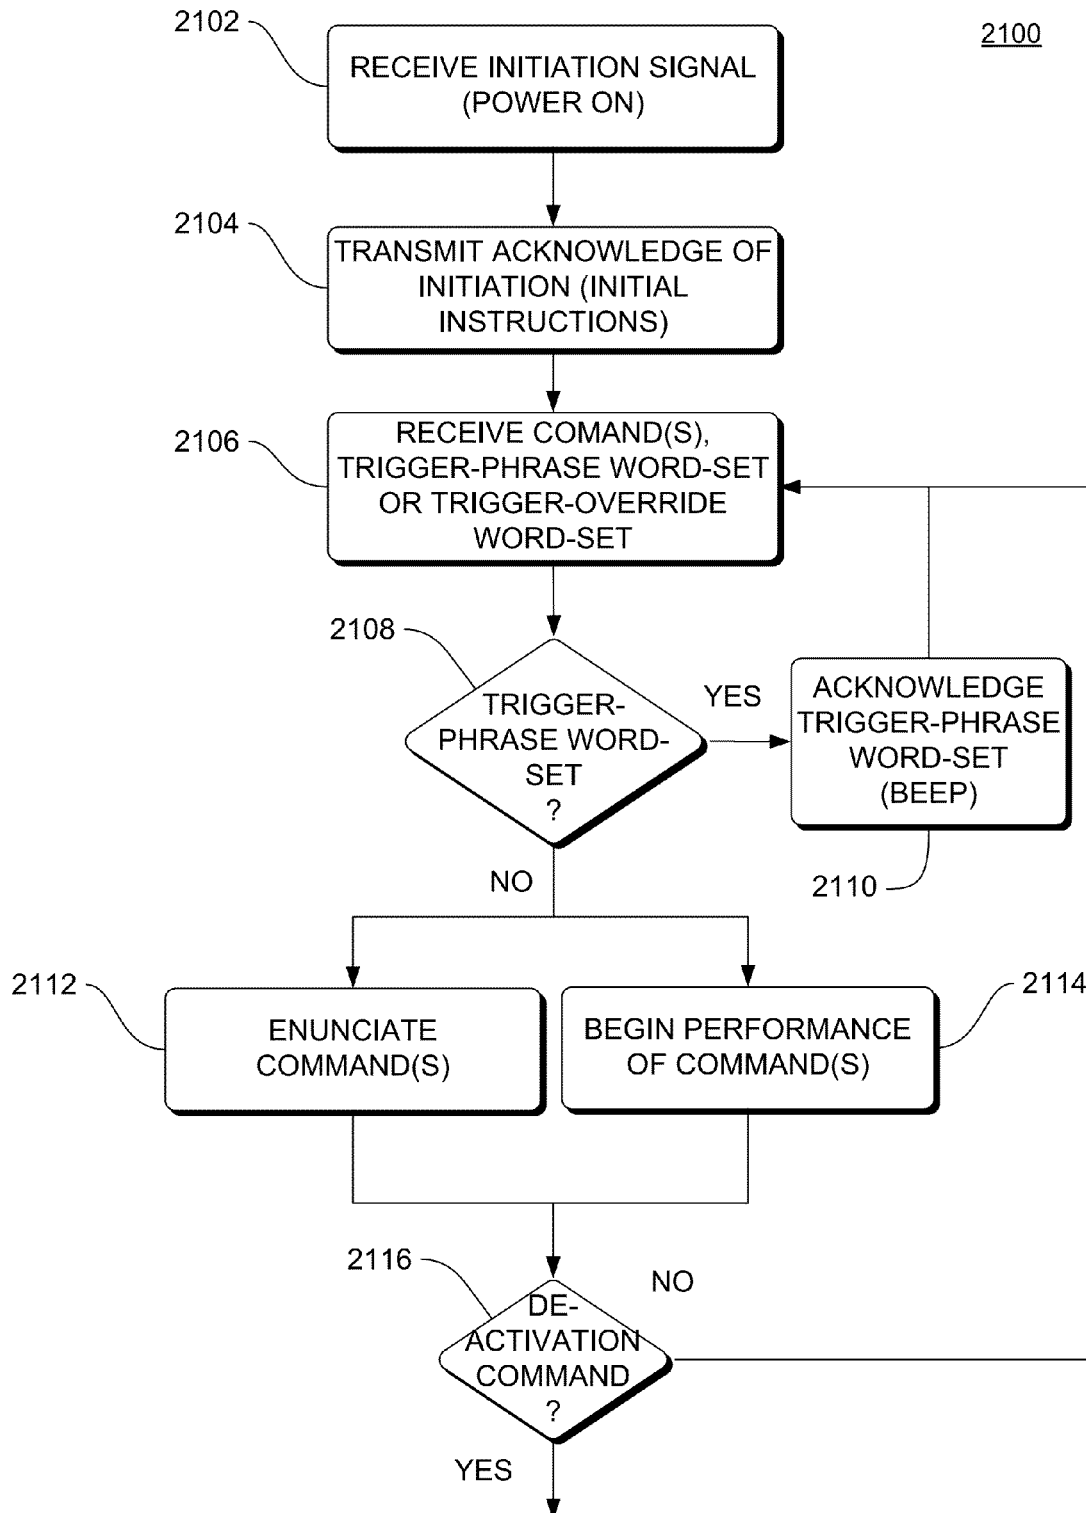 2102
2100
RECEIVE INITIATION SIGNAL
(POWER ON)
2104
TRANSMIT ACKNOWLEDGE OF
INITIATION (INITIAL
INSTRUCTIONS)
2106
RECEIVE COMAND(S),
TRIGGER-PHRASE WORD-SET
OR TRIGGER-OVERRIDE
WORD-SET
2108
TRIGGER-
PHRASE WORD-
SET
?
YES
ACKNOWLEDGE
TRIGGER-PHRASE
WORD-SET
(BEEP)
2110
NO
2112
ENUNCIATE
COMMAND(S)
2114
BEGIN PERFORMANCE
OF COMMAND(S)
2116
DE-
ACTIVATION
COMMAND
?
NO
YES